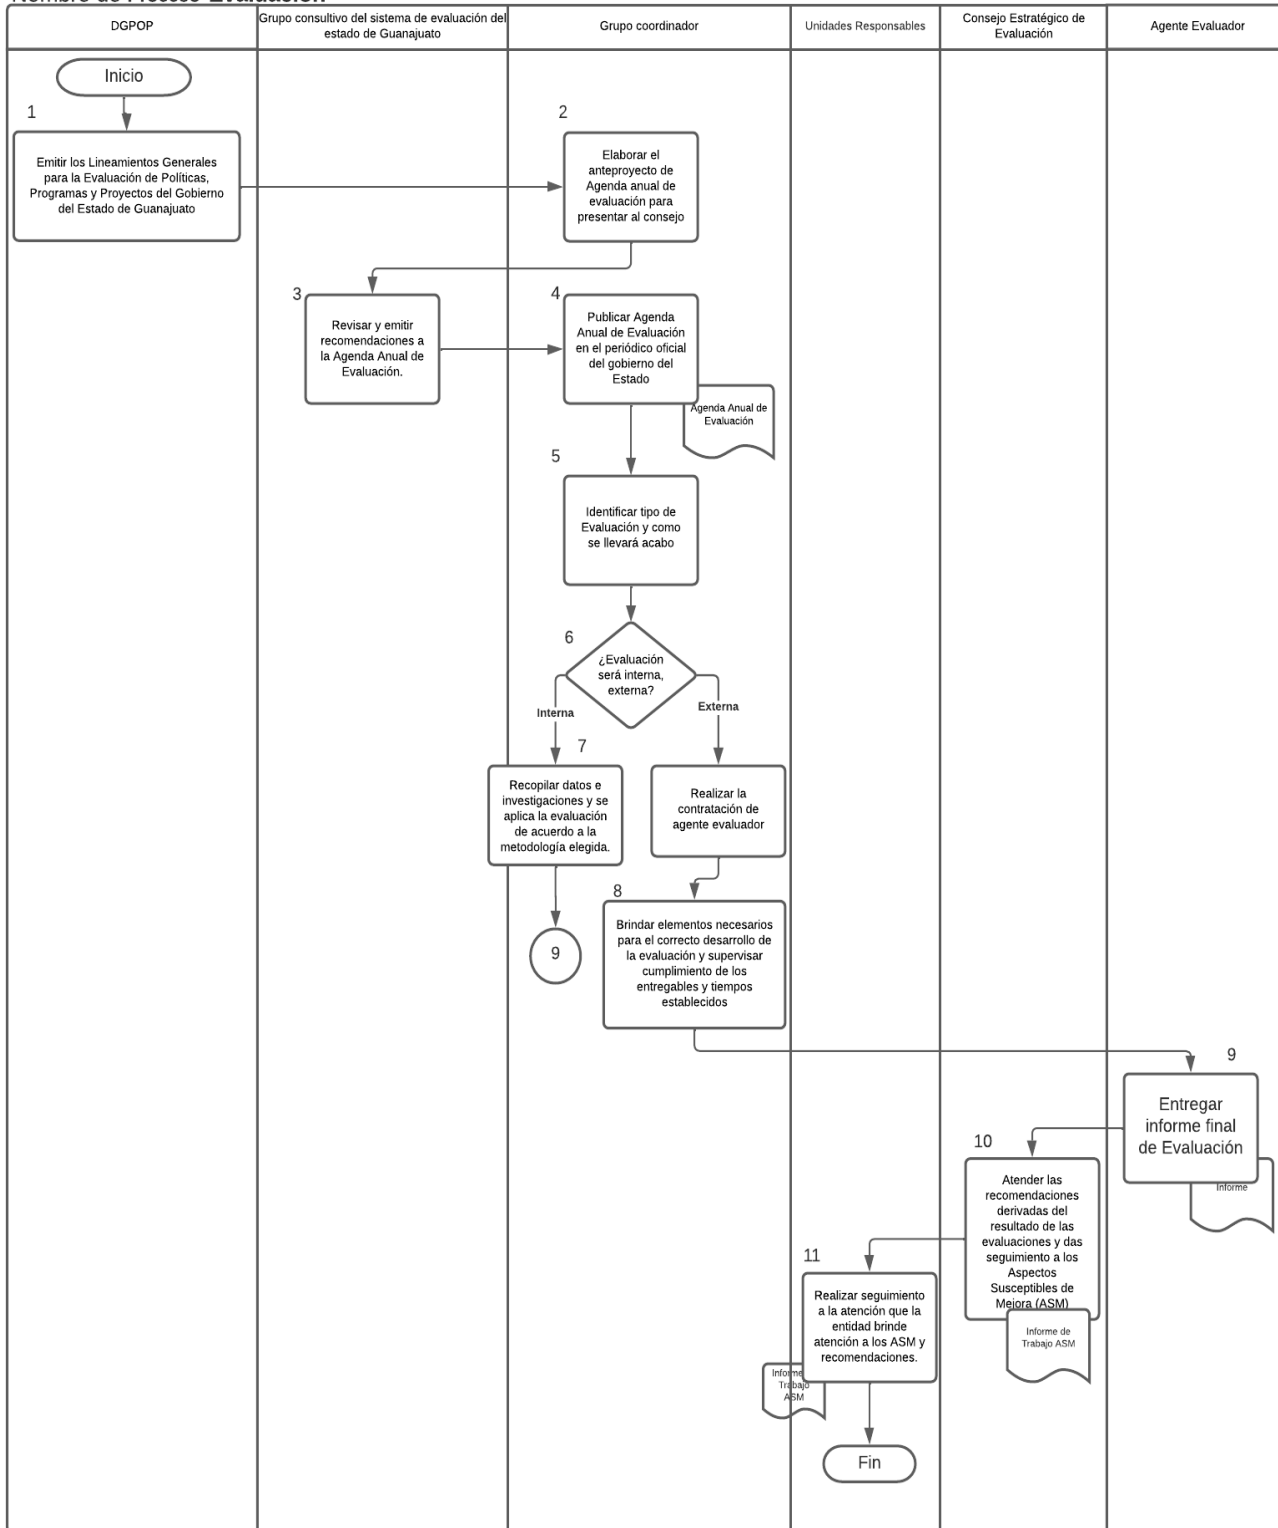 Nombre de Proceso Evaluación
DGPOP
Grupo consultivo del sistema de evaluación del
estado de Guanajuato
Grupo coordinador
Unidades Responsables
Consejo Estratégico de
Evaluación
Agente Evaluador
Inicio
1
Emitir los Lineamientos Generales
para la Evaluación de Políticas,
Programas y Proyectos del Gobierno
del Estado de Guanajuato
2
Elaborar el
anteproyecto de
Agenda anual de
evaluación para
presentar al consejo
3
Revisar y emitir
recomendaciones a
la Agenda Anual de
Evaluación.
4
Publicar Agenda
Anual de Evaluación
en el periódico oficial
del gobierno del
Estado
Agenda Anual de
Evaluación
5
Identificar tipo de
Evaluación y como
se llevará acabo
6
¿Evaluación
será interna,
externa?
Interna
Externa
7
Recopilar datos e
investigaciones y se
aplica la evaluación
de acuerdo a la
metodología elegida.
Realizar la
contratación de
agente evaluador
8
Brindar elementos necesarios
para el correcto desarrollo de
la evaluación y supervisar
cumplimiento de los
entregables y tiempos
establecidos
9
9
Entregar
informe final
de Evaluación
Informe
10
Atender las
recomendaciones
derivadas del
resultado de las
evaluaciones y das
seguimiento a los
Aspectos
Susceptibles de
Mejora (ASM)
Informe de
Trabajo ASM
11
Realizar seguimiento
a la atención que la
entidad brinde
atención a los ASM y
recomendaciones.
Informe
Trabajo
ASM
Fin